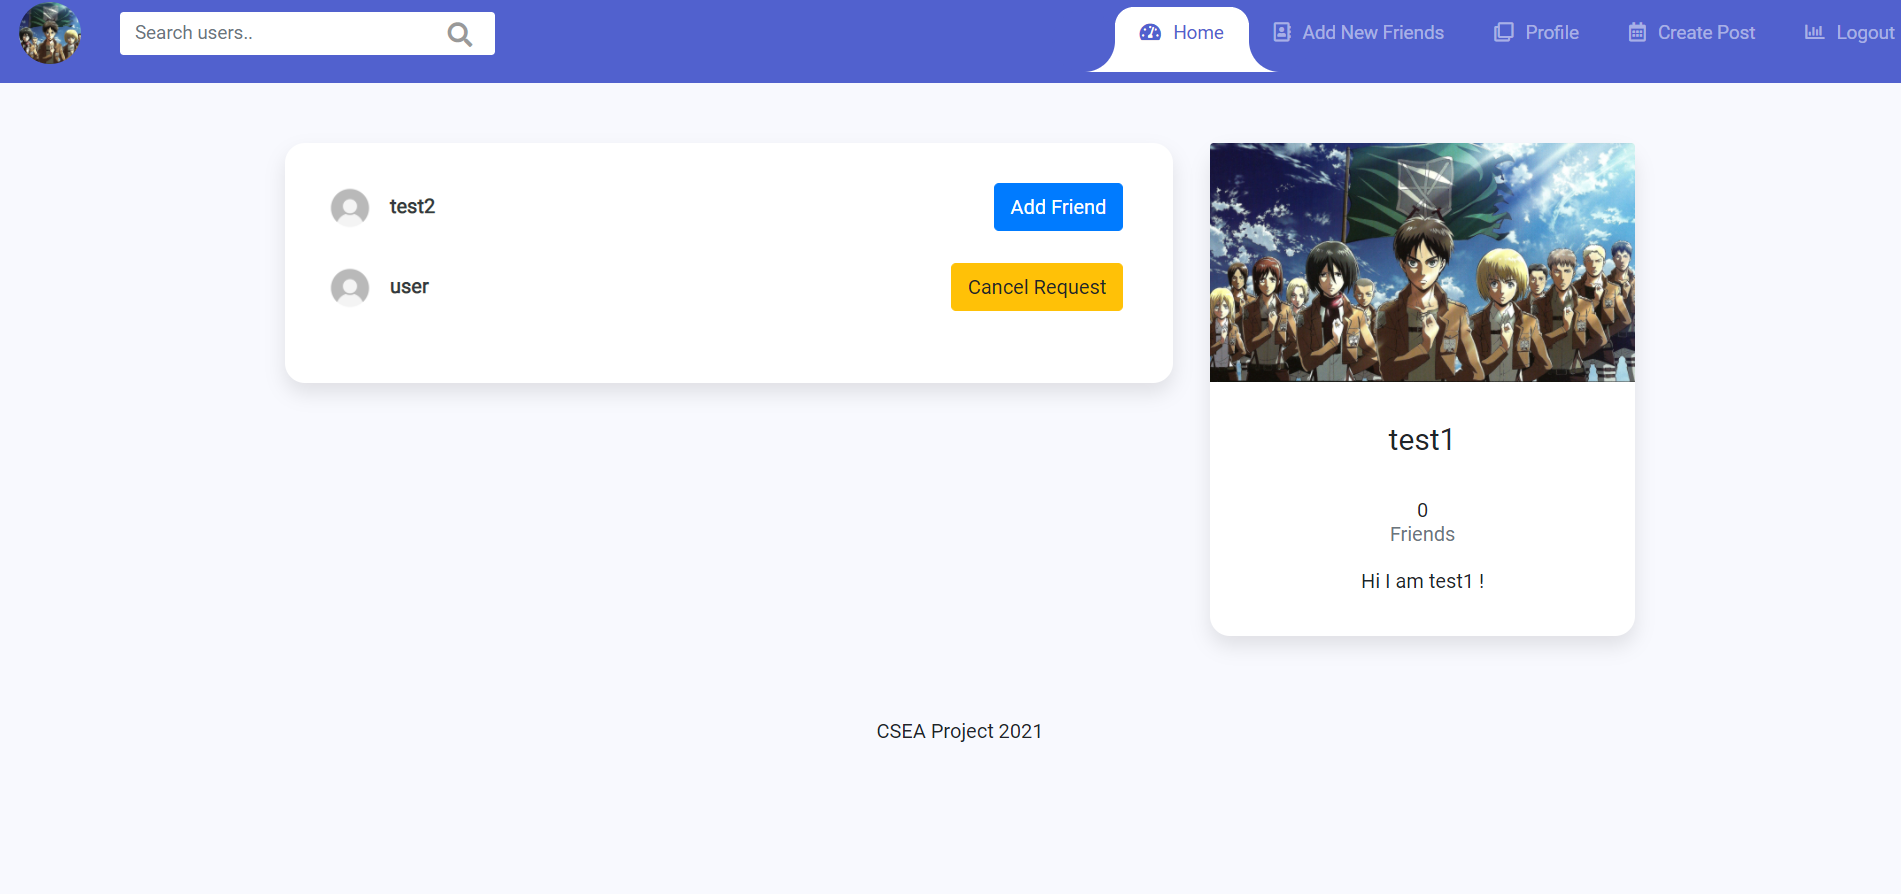 Search users..
Home
Add New Friends
Profile
Create Post
Logout
test2
Add Friend
user
Cancel Request
test1
0
Friends
Hi I am test1 !
CSEA Project 2021